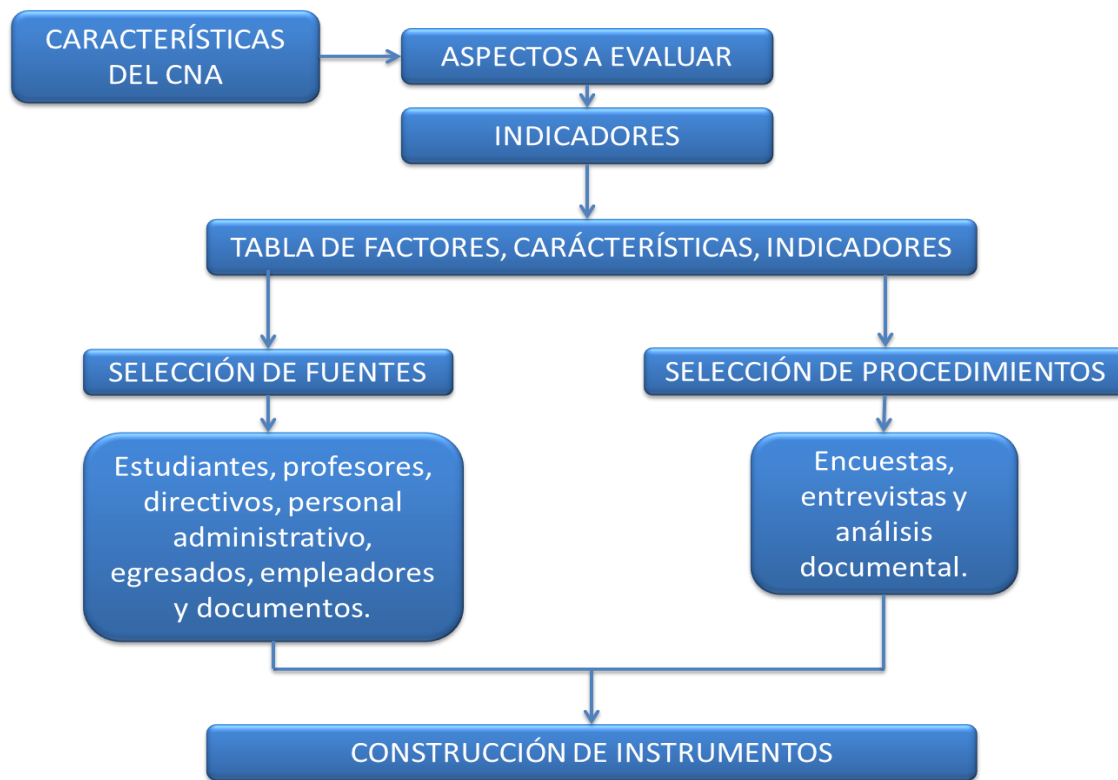 CARACTERÍSTICAS
DEL CNA
ASPECTOS A EVALUAR
INDICADORES
TABLA DE FACTORES, CARÁCTERÍSTICAS, INDICADORES
SELECCIÓN DE FUENTES
SELECCIÓN DE PROCEDIMIENTOS
Estudiantes, profesores,
directivos, personal
administrativo,
egresados, empleadores
y documentos.
Encuestas,
entrevistas y
análisis
documental.
CONSTRUCCIÓN DE INSTRUMENTOS